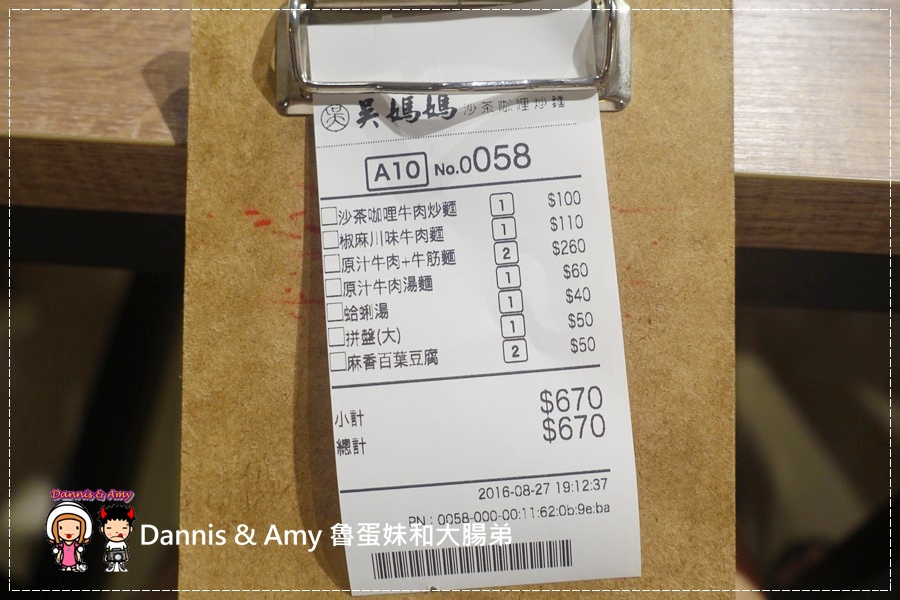 吳 吳媽媽 沙茶咖哩炒麵
A10 No.0058
沙茶咖哩牛肉炒麵 1 $100
椒麻川味牛肉麵 1 $110
原汁牛肉+牛筋麵 2 $260
原汁牛肉湯麵 1 $60
蛤蜊湯 1 $40
拼盤(大) 1 $50
麻香百葉豆腐 2 $50
小計 $670
總計 $670
2016-08-27 19:12:37
PN : 0058-000-00:11:62:0b:9e:ba
Dannis & Amy
Dannis & Amy 魯蛋妹和大腸弟